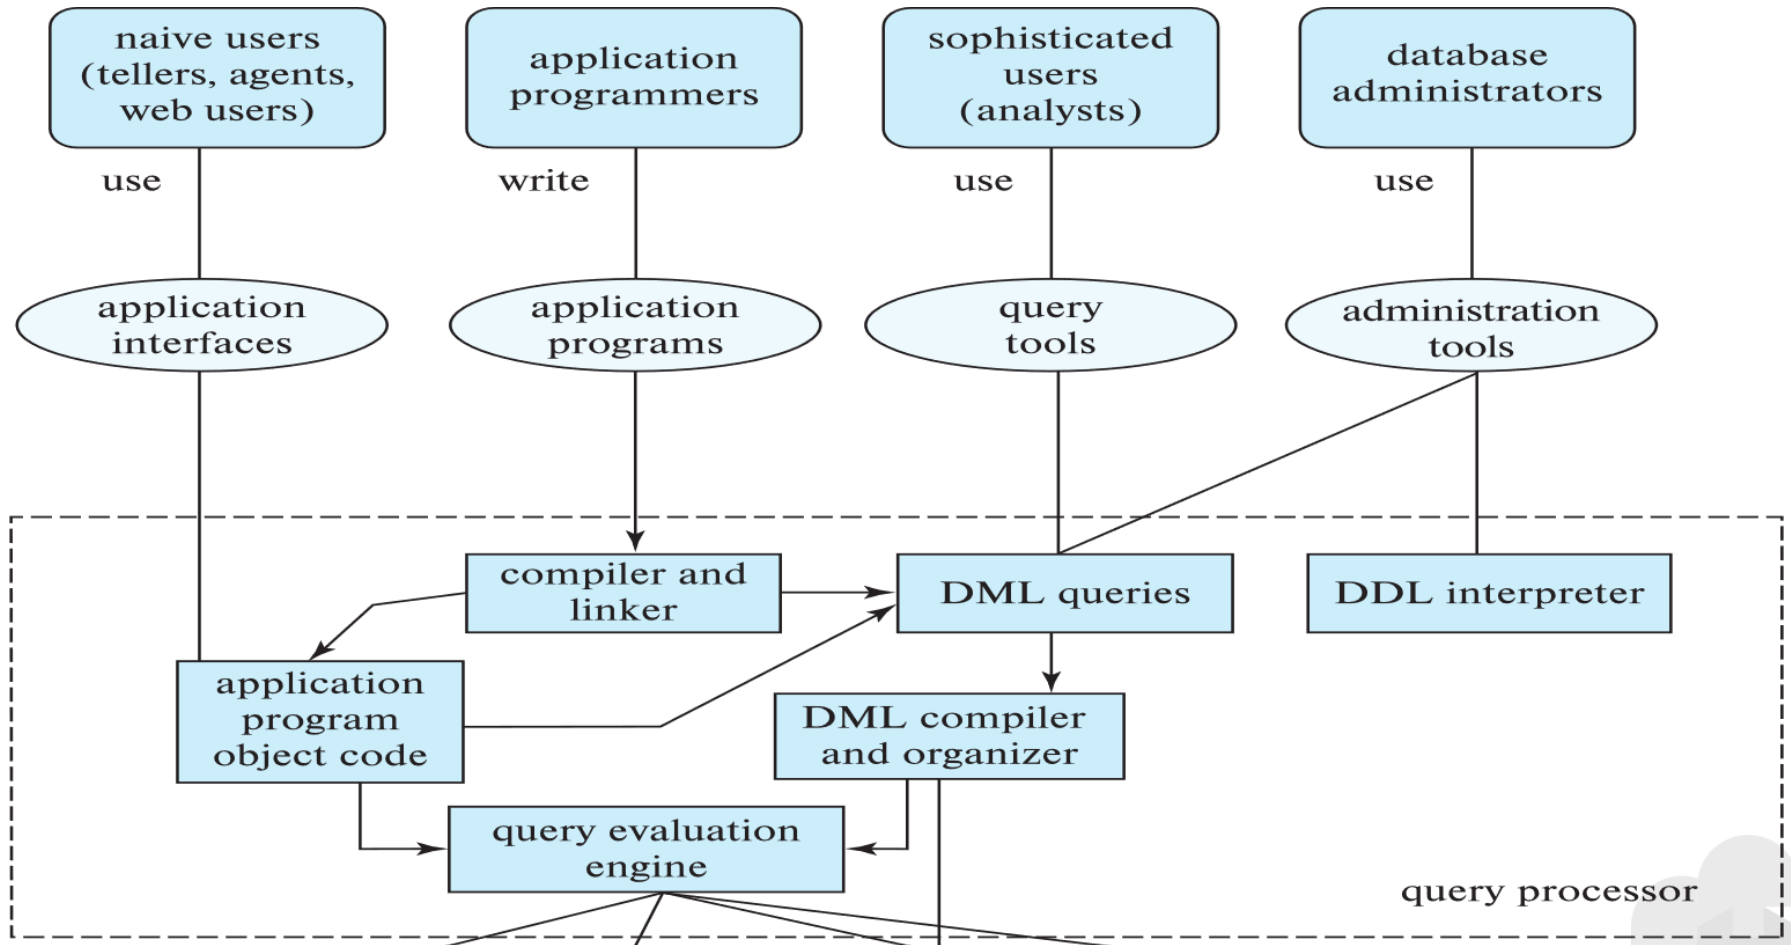 naive users
(tellers, agents,
web users)
application
programmers
sophisticated
users
(analysts)
database
administrators
use
write
use
use
application
interfaces
application
programs
query
tools
administration
tools
compiler and
linker
DML queries
DDL interpreter
application
program
object code
DML compiler
and organizer
query evaluation
engine
query processor